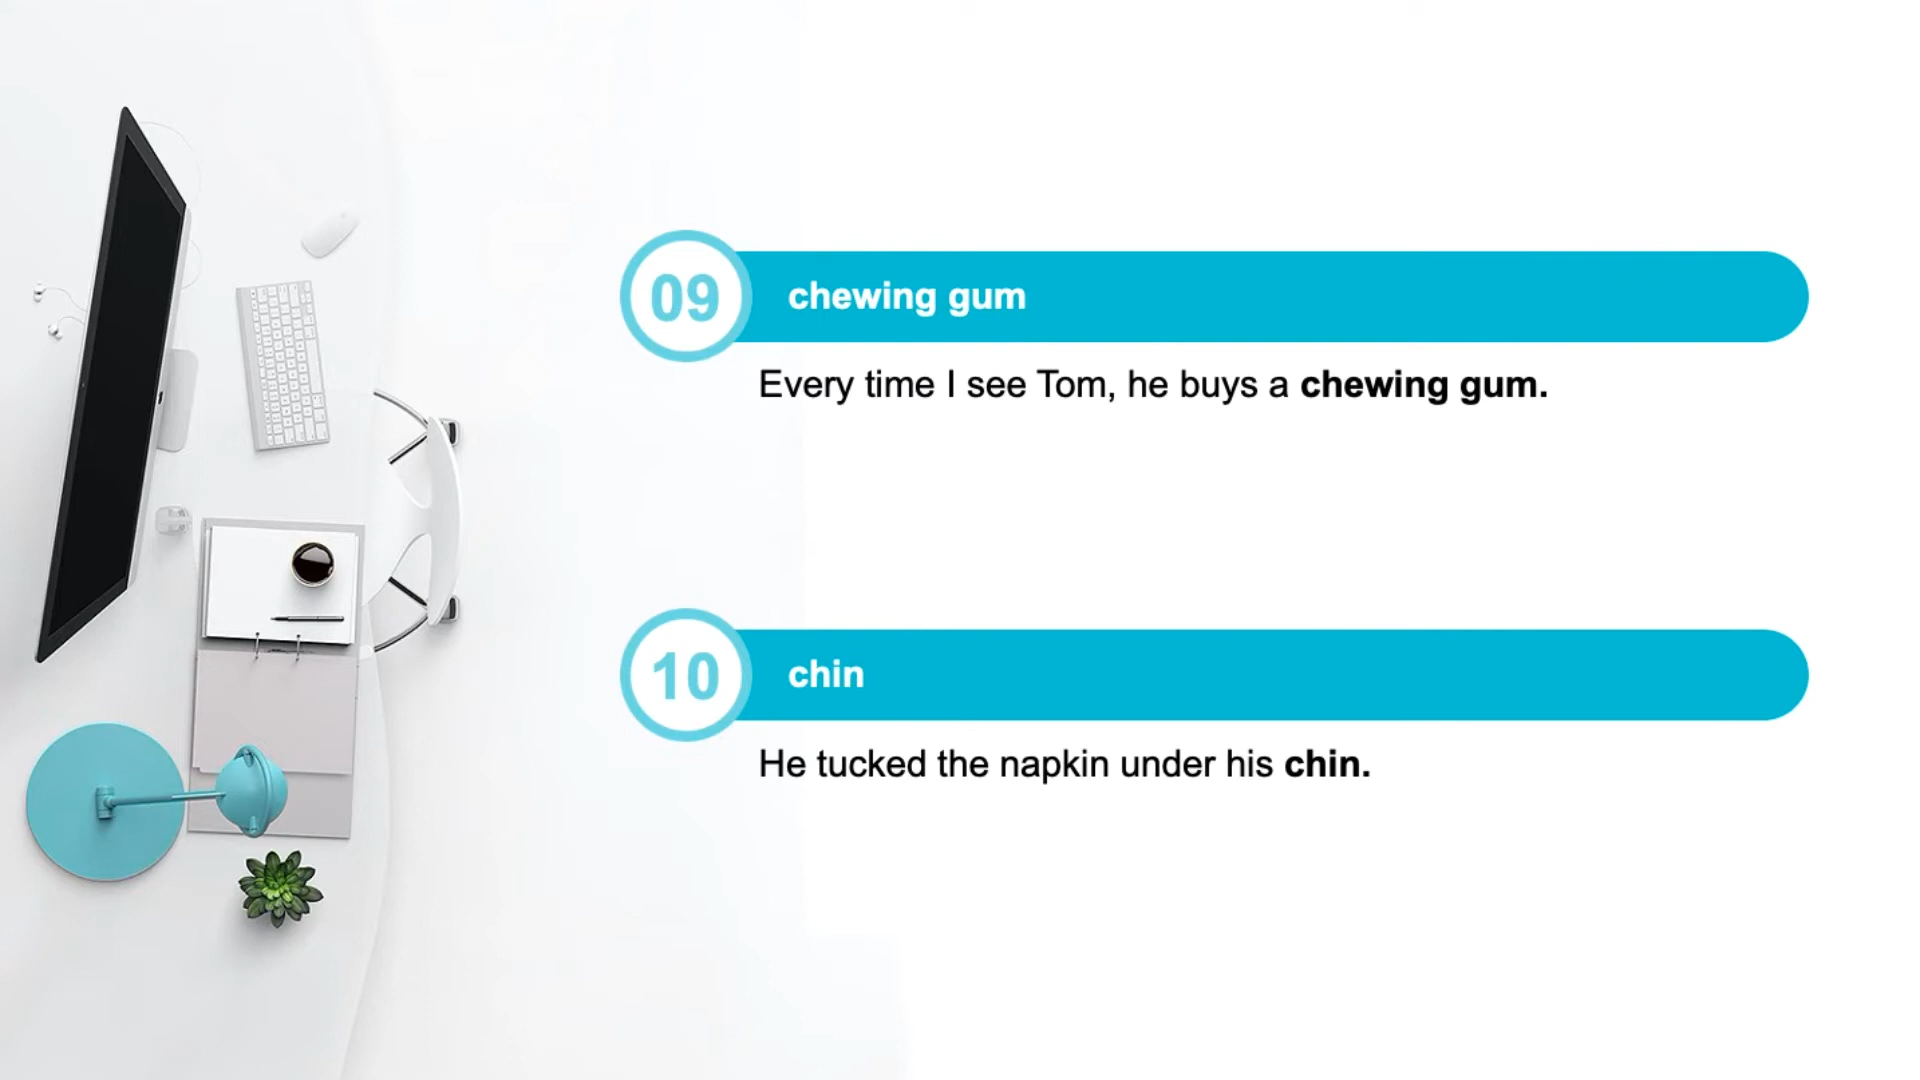 09
chewing gum
Every time I see Tom, he buys a chewing gum.
10
chin
He tucked the napkin under his chin.